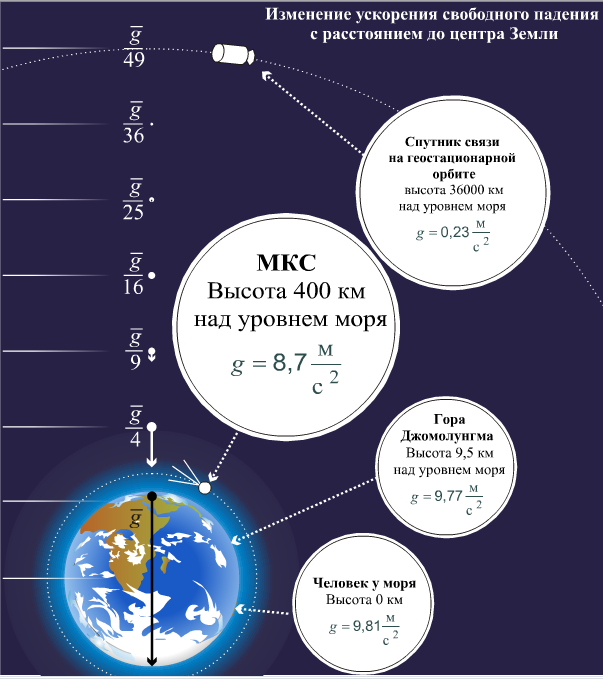 Изменение ускорения свободного падения
с расстоянием до центра Земли
g̅
49
g̅
36
g̅
25
g̅
16
g̅
9
g̅
4
g̅
Спутник связи
на геостационарной
орбите
высота 36000 км
над уровнем моря
g = 0,23 м/с²
МКС
Высота 400 км
над уровнем моря
g = 8,7 м/с²
Гора
Джомолунгма
Высота 9,5 км
над уровнем моря
g = 9,77 м/с²
Человек у моря
Высота 0 км
g = 9,81 м/с²